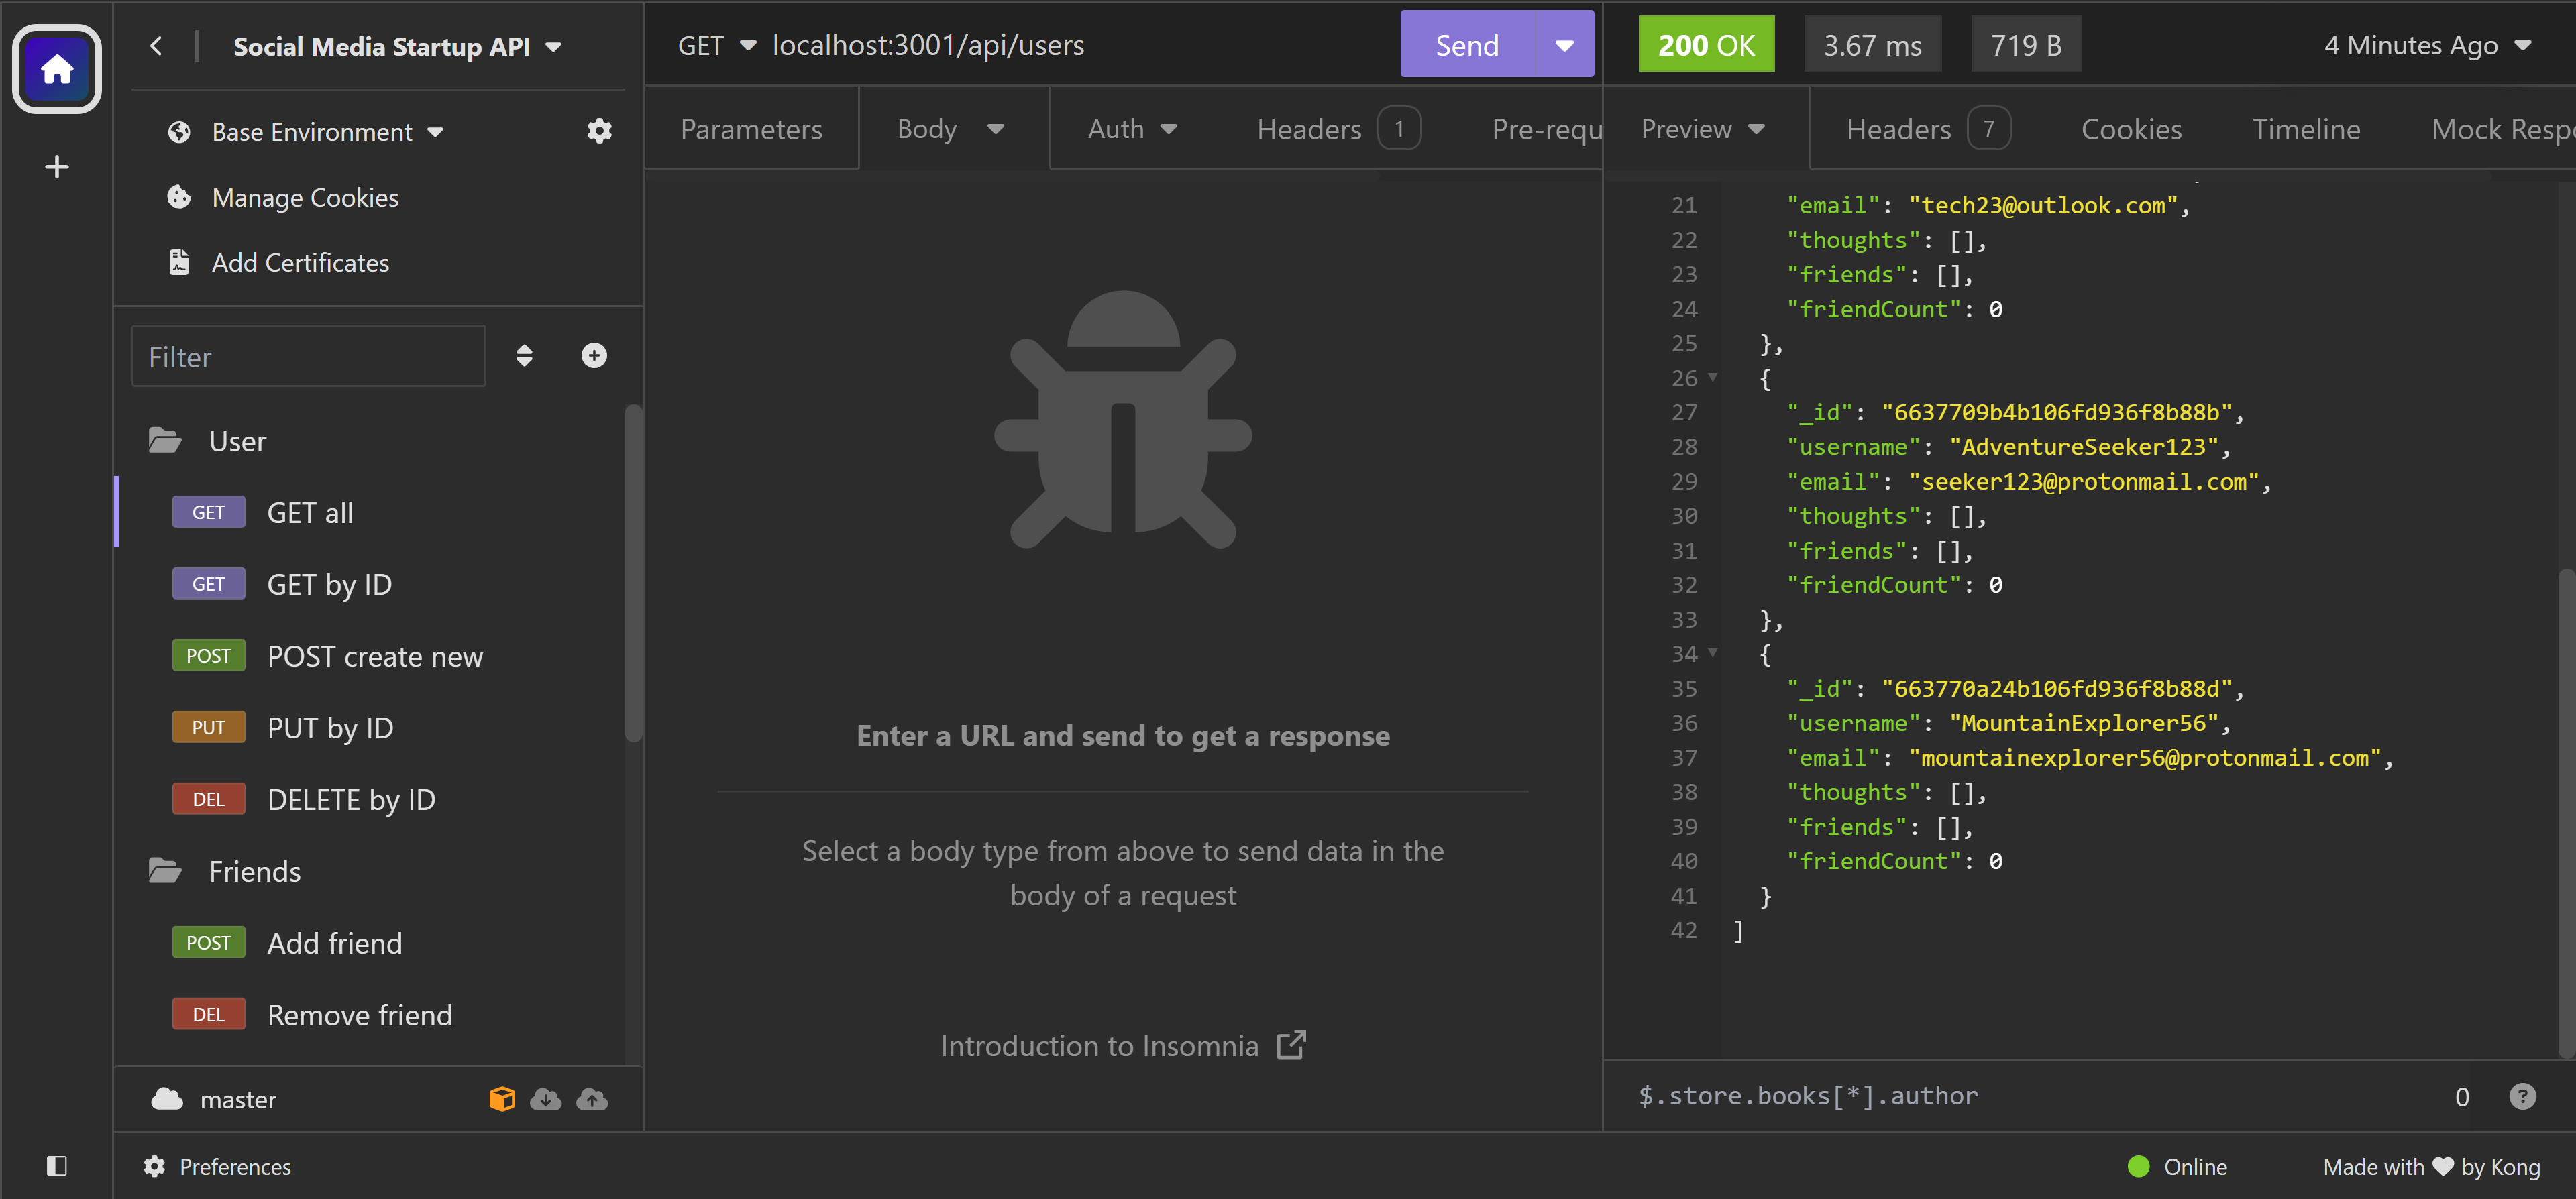 Social Media Startup API
Base Environment
Manage Cookies
Add Certificates
Filter
User
GET GET all
GET GET by ID
POST POST create new
PUT PUT by ID
DEL DELETE by ID
Friends
POST Add friend
DEL Remove friend
master
Preferences
GET localhost:3001/api/users
Send
Parameters Body Auth Headers 1 Pre-requ
Enter a URL and send to get a response
Select a body type from above to send data in the
body of a request
Introduction to Insomnia
200 OK 3.67 ms 719 B 4 Minutes Ago
Preview Headers 7 Cookies Timeline Mock Resp
21 "email": "tech23@outlook.com",
22 "thoughts": [],
23 "friends": [],
24 "friendCount": 0
25 },
26 {
27 "_id": "6637709b4b106fd936f8b88b",
28 "username": "AdventureSeeker123",
29 "email": "seeker123@protonmail.com",
30 "thoughts": [],
31 "friends": [],
32 "friendCount": 0
33 },
34 {
35 "_id": "663770a24b106fd936f8b88d",
36 "username": "MountainExplorer56",
37 "email": "mountainexplorer56@protonmail.com",
38 "thoughts": [],
39 "friends": [],
40 "friendCount": 0
41 }
42 ]
$.store.books[*].author 0 ?
Online Made with ❤ by Kong